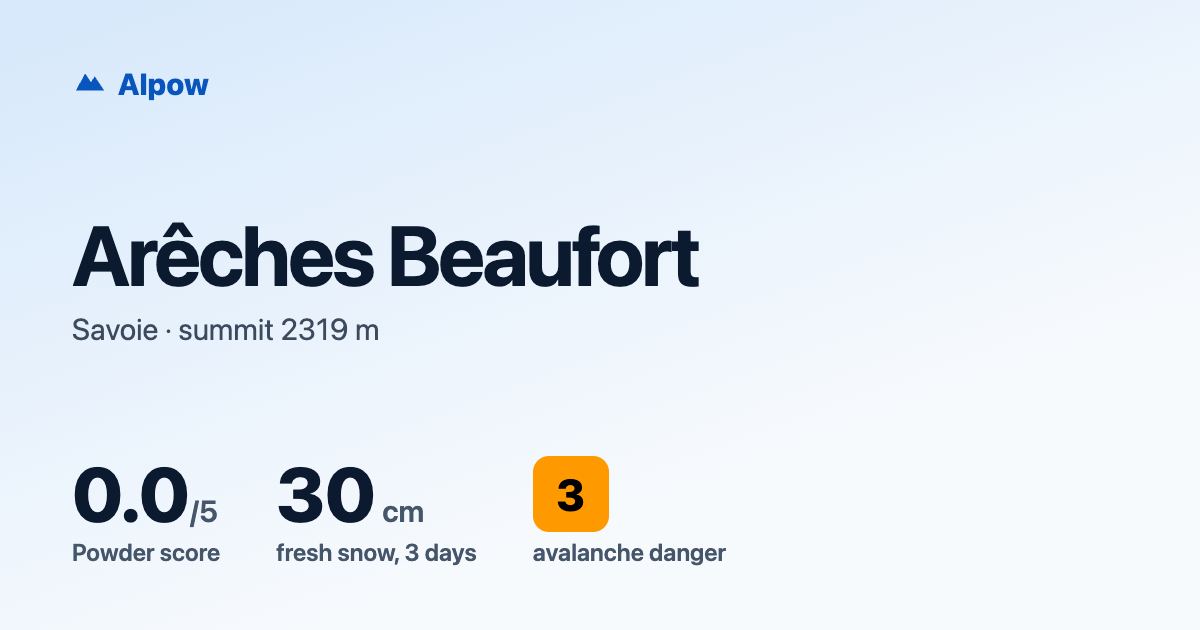 Alpow
Arêches Beaufort
Savoie · summit 2319 m
0.0/5
Powder score
30 cm
fresh snow, 3 days
3
avalanche danger